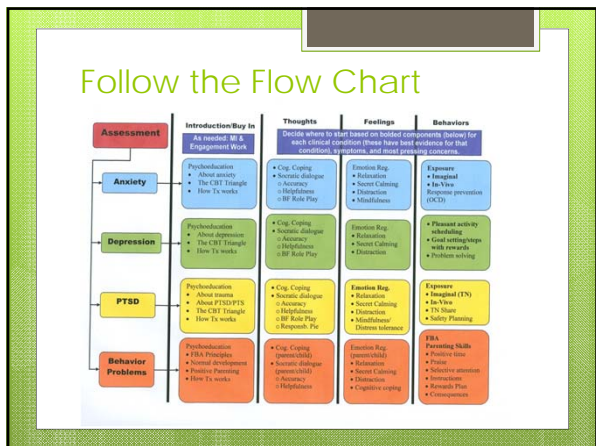 Follow the Flow Chart
Assessment
Introduction/Buy In
As needed: MI &
Engagement Work
Thoughts
Feelings
Behaviors
Decide where to start based on bolded components (below) for
each clinical condition (these have best evidence for that
condition), symptoms, and most pressing concerns.
Anxiety
Psychoeducation
• About anxiety
• The CBT Triangle
• How Tx works
• Cog. Coping
• Socratic dialogue
o Accuracy
o Helpfulness
o BF Role Play
Emotion Reg.
• Relaxation
• Secret Calming
• Distraction
• Mindfulness
Exposure
• Imaginal
• In-Vivo
Response prevention
(OCD)
Depression
Psychoeducation
• About depression
• The CBT Triangle
• How Tx works
• Cog. Coping
• Socratic dialogue
o Accuracy
o Helpfulness
o BF Role Play
Emotion Reg.
• Relaxation
• Secret Calming
• Distraction
• Pleasant activity
scheduling
• Goal setting/steps
with rewards
• Problem solving
PTSD
Psychoeducation
• About trauma
• About PTSD/PTS
• The CBT Triangle
• How Tx works
• Cog. Coping
• Socratic dialogue
o Accuracy
o Helpfulness
o BF Role Play
o Responsib. Pie
Emotion Reg.
• Relaxation
• Secret Calming
• Distraction
• Mindfulness/
Distress tolerance
Exposure
• Imaginal (TN)
• In-Vivo
• TN Share
• Safety Planning
Behavior
Problems
Psychoeducation
• FBA Principles
• Normal development
• Positive Parenting
• How Tx works
• Cog. Coping
(parent/child)
• Socratic dialogue
(parent/child)
o Accuracy
o Helpfulness
Emotion Reg.
(parent/child)
• Relaxation
• Secret Calming
• Distraction
• Cognitive coping
FBA
Parenting Skills
• Positive time
• Praise
• Selective attention
• Instructions
• Rewards Plan
• Consequences